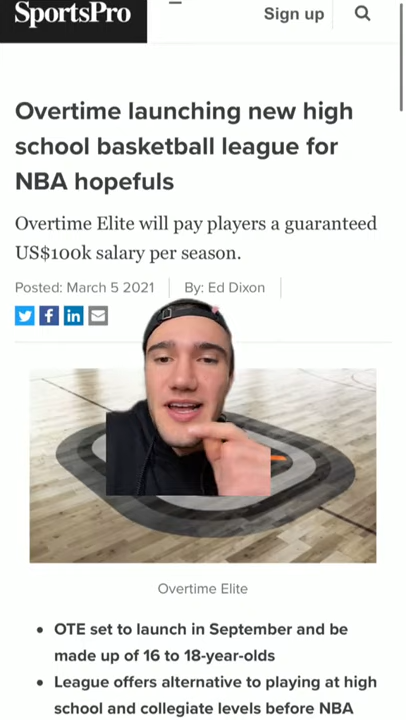 SportsPro
Sign up
Overtime launching new high
school basketball league for
NBA hopefuls
Overtime Elite will pay players a guaranteed
US$100k salary per season.
Posted: March 5 2021
By: Ed Dixon
Overtime Elite
• OTE set to launch in September and be
made up of 16 to 18-year-olds
• League offers alternative to playing at high
school and collegiate levels before NBA